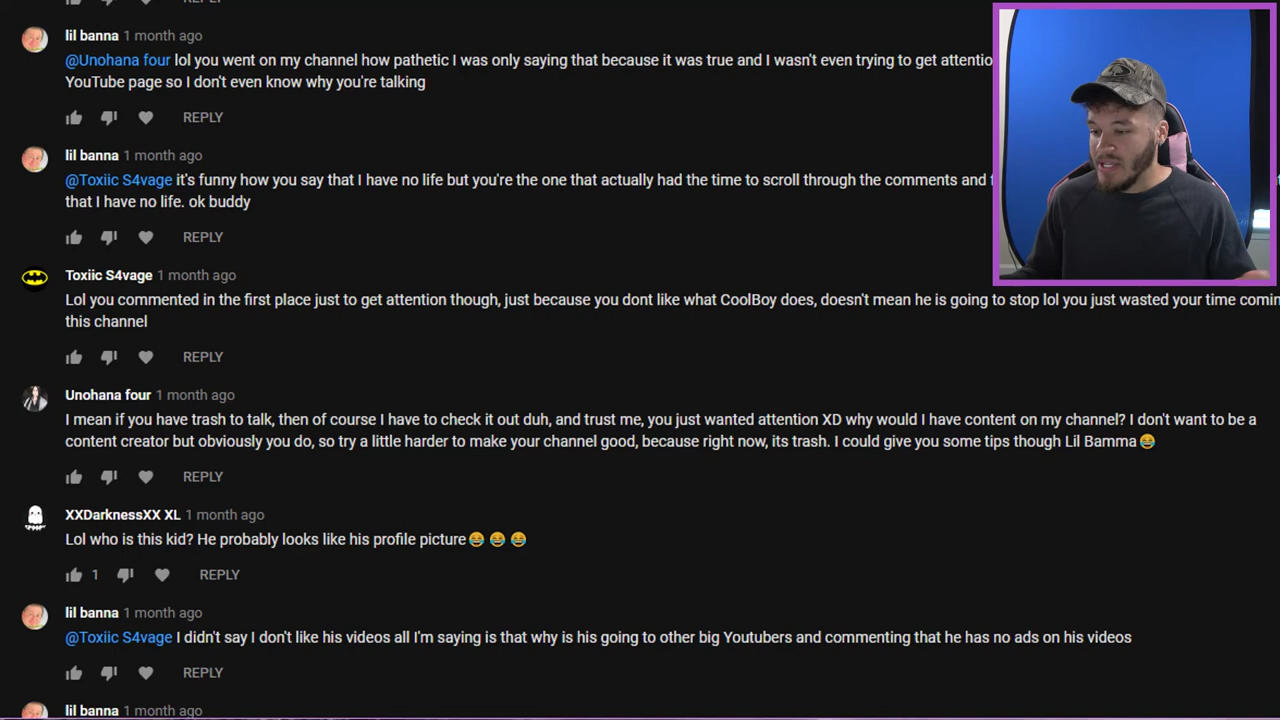 REPLY
lil banna 1 month ago
@Unohana four lol you went on my channel how pathetic I was only saying that because it was true and I wasn't even trying to get
YouTube page so I don't even know why you're talking
REPLY
lil banna 1 month ago
@Toxiic S4vage it's funny how you say that I have no life but you're the one that actually had the time to scroll through the comments and
that I have no life. ok buddy
REPLY
Toxiic S4vage 1 month ago
Lol you commented in the first place just to get attention though, just because you dont like what CoolBoy does, doesn't mean he is going to stop lol you just wasted your time
this channel
REPLY
Unohana four 1 month ago
I mean if you have trash to talk, then of course I have to check it out duh, and trust me, you just wanted attention XD why would I have content on my channel? I don't want to be a
content creator but obviously you do, so try a little harder to make your channel good, because right now, its trash. I could give you some tips though Lil Bamma😂
REPLY
XXDarknessXX XL 1 month ago
Lol who is this kid? He probably looks like his profile picture😂😂😂
1 REPLY
lil banna 1 month ago
@Toxiic S4vage I didn't say I don't like his videos all I'm saying is that why is his going to other big Youtubers and commenting that he has no ads on his videos
REPLY
lil banna 1 month ago